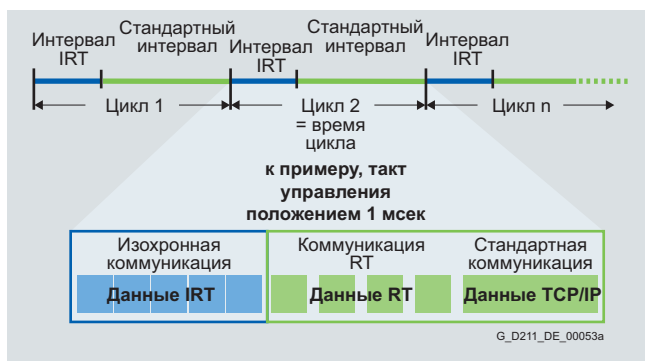 Интервал
IRT
Стандартный
интервал
Интервал
IRT
Стандартный
интервал
Интервал
IRT
Цикл 1
Цикл 2
= время
цикла
Цикл n
к примеру, такт
управления
положением 1 мсек
Изохронная
коммуникация
Данные IRT
Коммуникация
RT
Данные RT
Стандартная
коммуникация
Данные TCP/IP
G_D211_DE_00053a